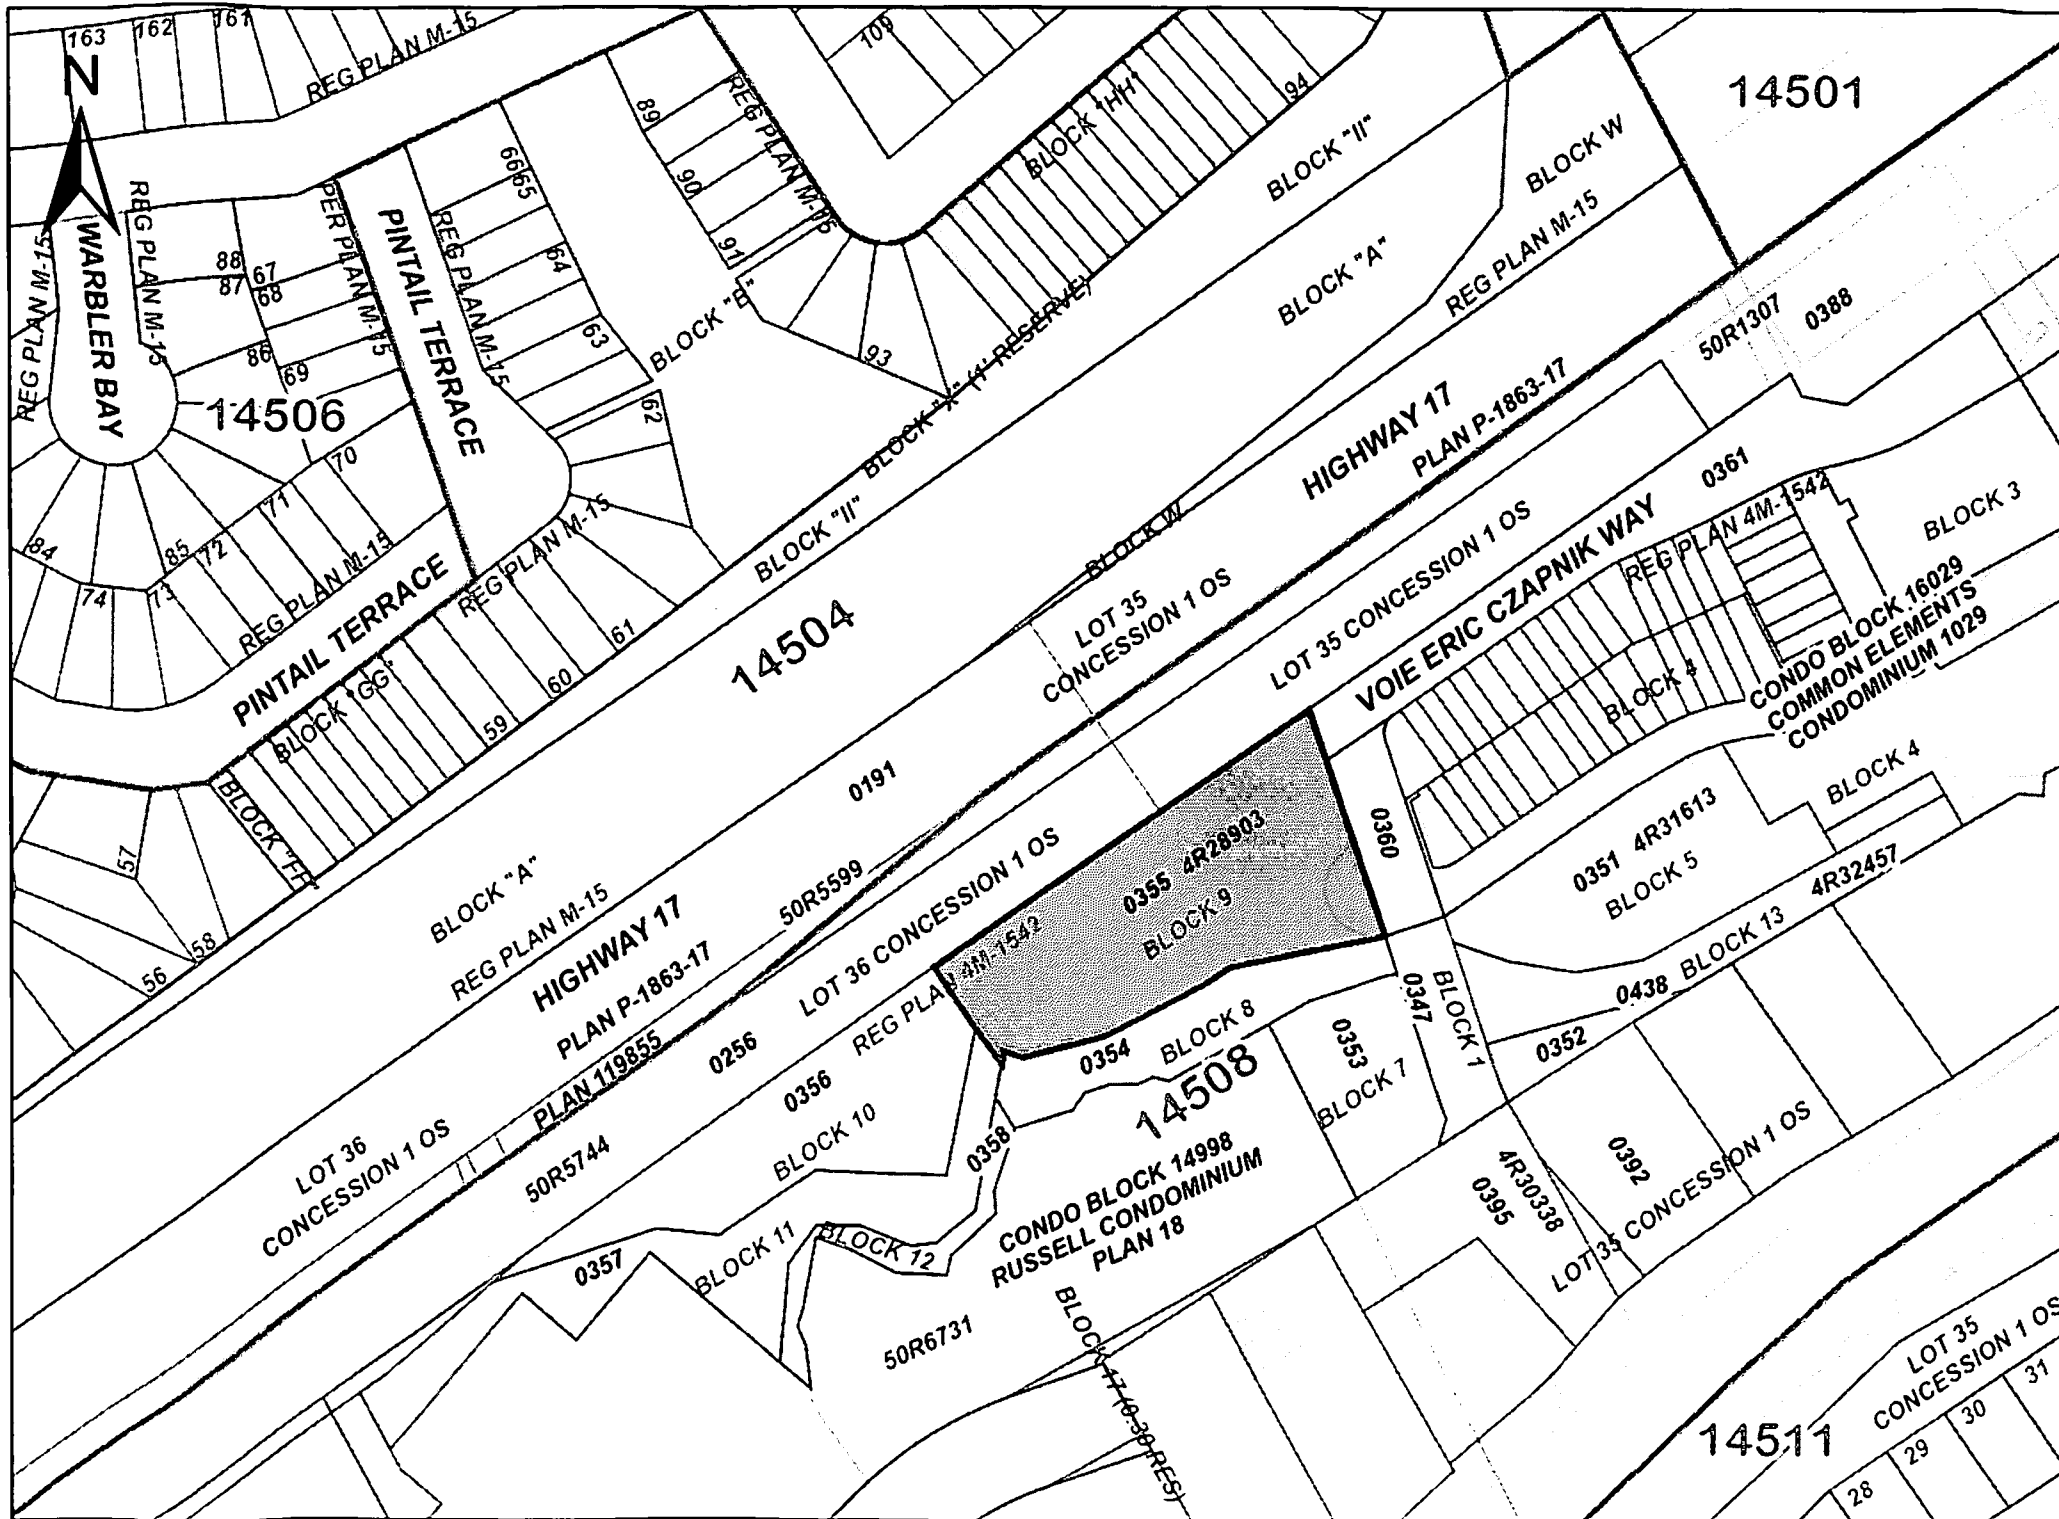 163
162
161
REG PLAN M-15
109
N
REG PLAN M-15
WARBLER BAY
REG PLAN M-15
88
87
67
68
86
69
14506
PER PLAN M-15
PINTAIL TERRACE
REG PLAN M-15
66
65
64
63
62
89
90
91
REG PLAN M-15
BLOCK "B"
93
BLOCK "HH"
94
BLOCK "II"
BLOCK W
14501
BLOCK "A"
REG PLAN M-15
BLOCK "X" (1' RESERVE)
BLOCK "II"
HIGHWAY 17
PLAN P-1863-17
50R1307
0388
70
71
72
85
84
74
73
REG PLAN M-15
PINTAIL TERRACE
REG PLAN M-15
61
60
59
BLOCK "GG"
BLOCK "FF"
57
58
56
14504
BLOCK W
LOT 35
CONCESSION 1 OS
LOT 35 CONCESSION 1 OS
VOIE ERIC CZAPNIK WAY
0361
REG PLAN 4M-1542
BLOCK 3
BLOCK 4
CONDO BLOCK 16029
COMMON ELEMENTS
CONDOMINIUM 1029
BLOCK 4
0191
BLOCK "A"
REG PLAN M-15
HIGHWAY 17
PLAN P-1863-17
50R5599
LOT 36 CONCESSION 1 OS
REG PLAN 4M-1542
0355 4R28903
BLOCK 9
0360
0351 4R31613
BLOCK 5
4R32457
BLOCK 13
0438
0352
0347
BLOCK 1
0353
BLOCK 7
0354
BLOCK 8
14508
PLAN 119855
0256
0356
BLOCK 10
0358
50R5744
LOT 36
CONCESSION 1 OS
0357
BLOCK 11
BLOCK 12
CONDO BLOCK 14998
RUSSELL CONDOMINIUM
PLAN 18
50R6731
BLOCK 17 (0.30 RES)
4R30338
0395
0392
LOT 35 CONCESSION 1 OS
14511
LOT 35
CONCESSION 1 OS
31
30
29
28